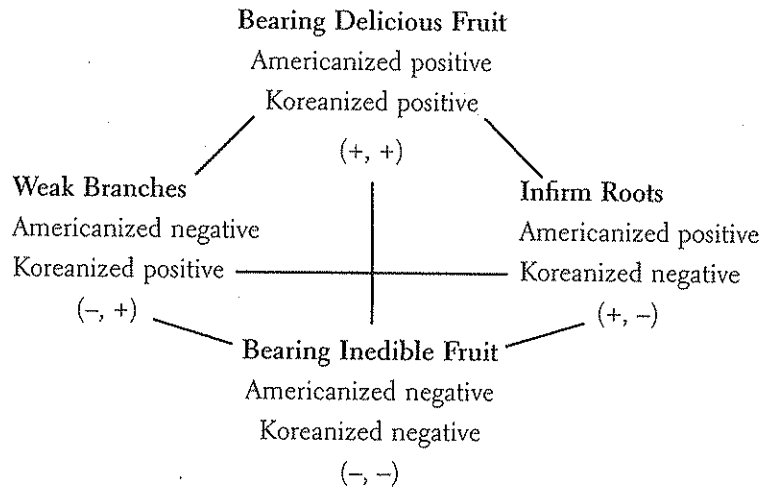 Bearing Delicious Fruit
Americanized positive
Koreanized positive
(+, +)
Weak Branches
Americanized negative
Koreanized positive
(–, +)
Infirm Roots
Americanized positive
Koreanized negative
(+, –)
Bearing Inedible Fruit
Americanized negative
Koreanized negative
(–, –)